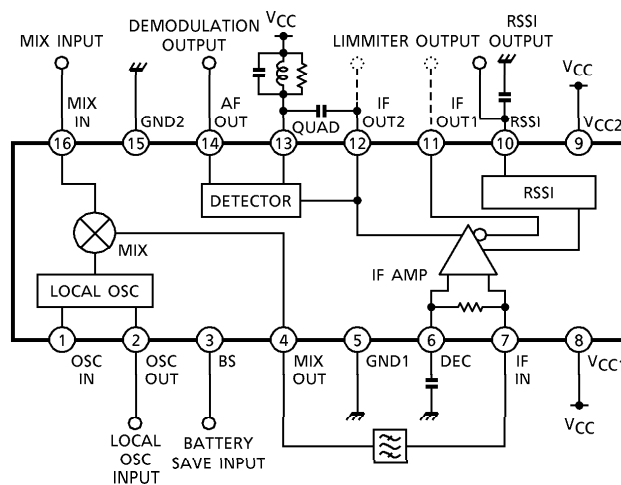 MIX INPUT
DEMODULATION
OUTPUT
VCC
LIMMITER OUTPUT
RSSI
OUTPUT
VCC
MIX
IN
GND2
AF
OUT
QUAD
IF
OUT2
IF
OUT1
RSSI
VCC2
16
15
14
13
12
11
10
9
DETECTOR
RSSI
MIX
IF AMP
LOCAL OSC
1
2
3
4
5
6
7
8
OSC
IN
OSC
OUT
BS
MIX
OUT
GND1
DEC
IF
IN
VCC1
LOCAL
OSC
INPUT
BATTERY
SAVE INPUT
VCC